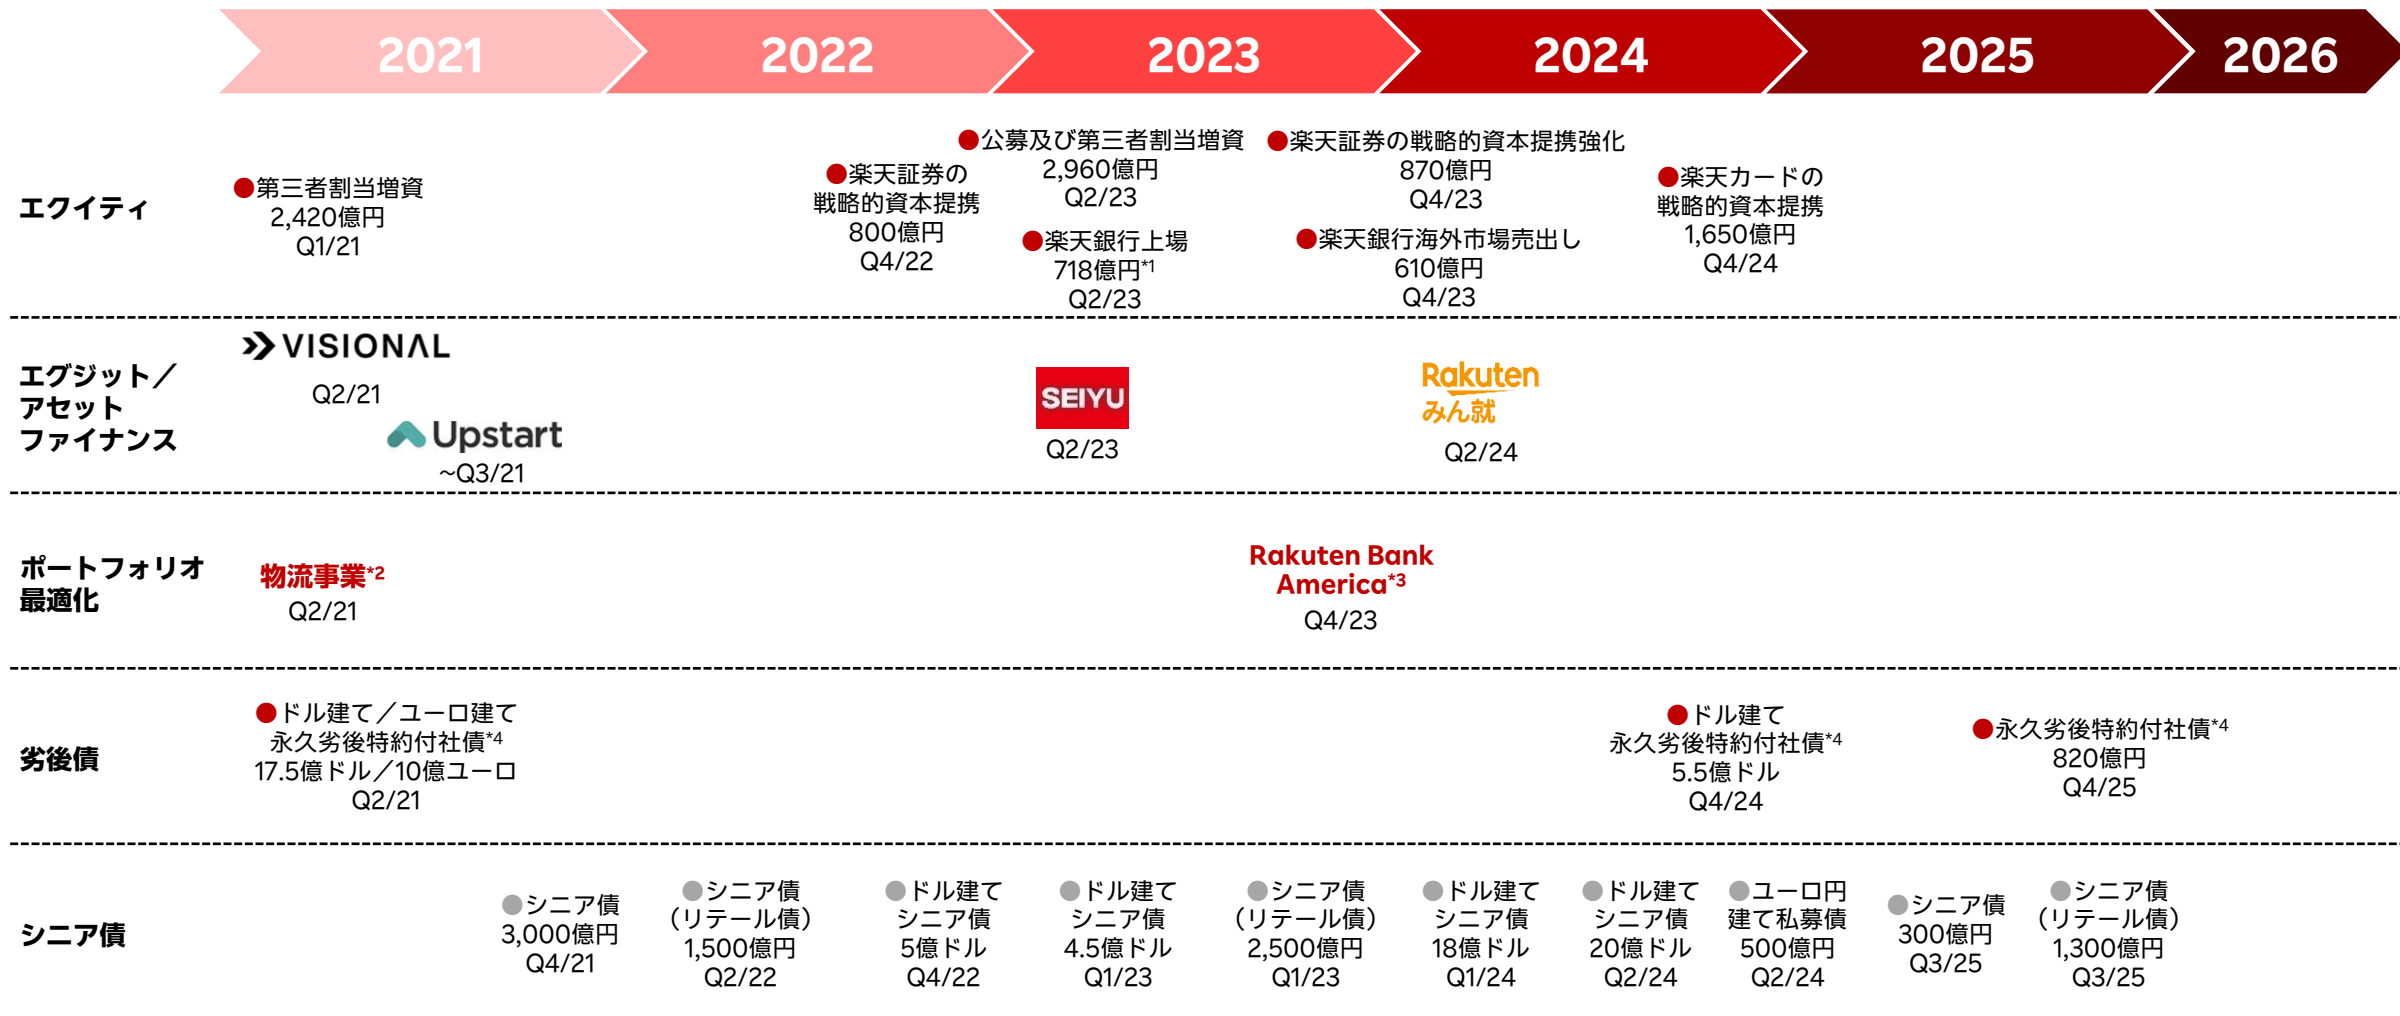 2021
2022
2023
2024
2025
2026
エクイティ
●第三者割当増資
2,420億円
Q1/21
●楽天証券の
戦略的資本提携
800億円
Q4/22
●公募及び第三者割当増資
2,960億円
Q2/23
●楽天銀行上場
718億円*1
Q2/23
●楽天証券の戦略的資本提携強化
870億円
Q4/23
●楽天銀行海外市場売出し
610億円
Q4/23
●楽天カードの
戦略的資本提携
1,650億円
Q4/24
エグジット／
アセット
ファイナンス
VISIONAL
Q2/21
Upstart
~Q3/21
SEIYU
Q2/23
Rakuten
みん就
Q2/24
ポートフォリオ
最適化
物流事業*2
Q2/21
Rakuten Bank
America*3
Q4/23
劣後債
●ドル建て／ユーロ建て
永久劣後特約付社債*4
17.5億ドル／10億ユーロ
Q2/21
●ドル建て
永久劣後特約付社債*4
5.5億ドル
Q4/24
●永久劣後特約付社債*4
820億円
Q4/25
シニア債
●シニア債
3,000億円
Q4/21
●シニア債
（リテール債）
1,500億円
Q2/22
●ドル建て
シニア債
5億ドル
Q4/22
●ドル建て
シニア債
4.5億ドル
Q1/23
●シニア債
（リテール債）
2,500億円
Q1/23
●ドル建て
シニア債
18億ドル
Q1/24
●ドル建て
シニア債
20億ドル
Q2/24
●ユーロ円
建て私募債
500億円
Q2/24
●シニア債
300億円
Q3/25
●シニア債
（リテール債）
1,300億円
Q3/25